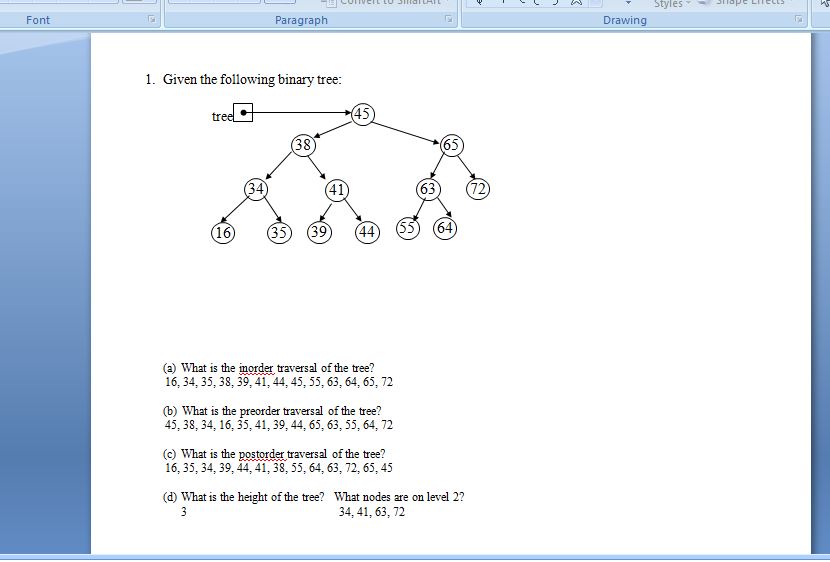 Convert to SmartArt
Styles Shape Effects
Font Paragraph Drawing
1. Given the following binary tree:
tree 45
38 65
34 41 63 72
16 35 39 44 55 64
(a) What is the inorder traversal of the tree?
16, 34, 35, 38, 39, 41, 44, 45, 55, 63, 64, 65, 72
(b) What is the preorder traversal of the tree?
45, 38, 34, 16, 35, 41, 39, 44, 65, 63, 55, 64, 72
(c) What is the postorder traversal of the tree?
16, 35, 34, 39, 44, 41, 38, 55, 64, 63, 72, 65, 45
(d) What is the height of the tree? What nodes are on level 2?
3 34, 41, 63, 72